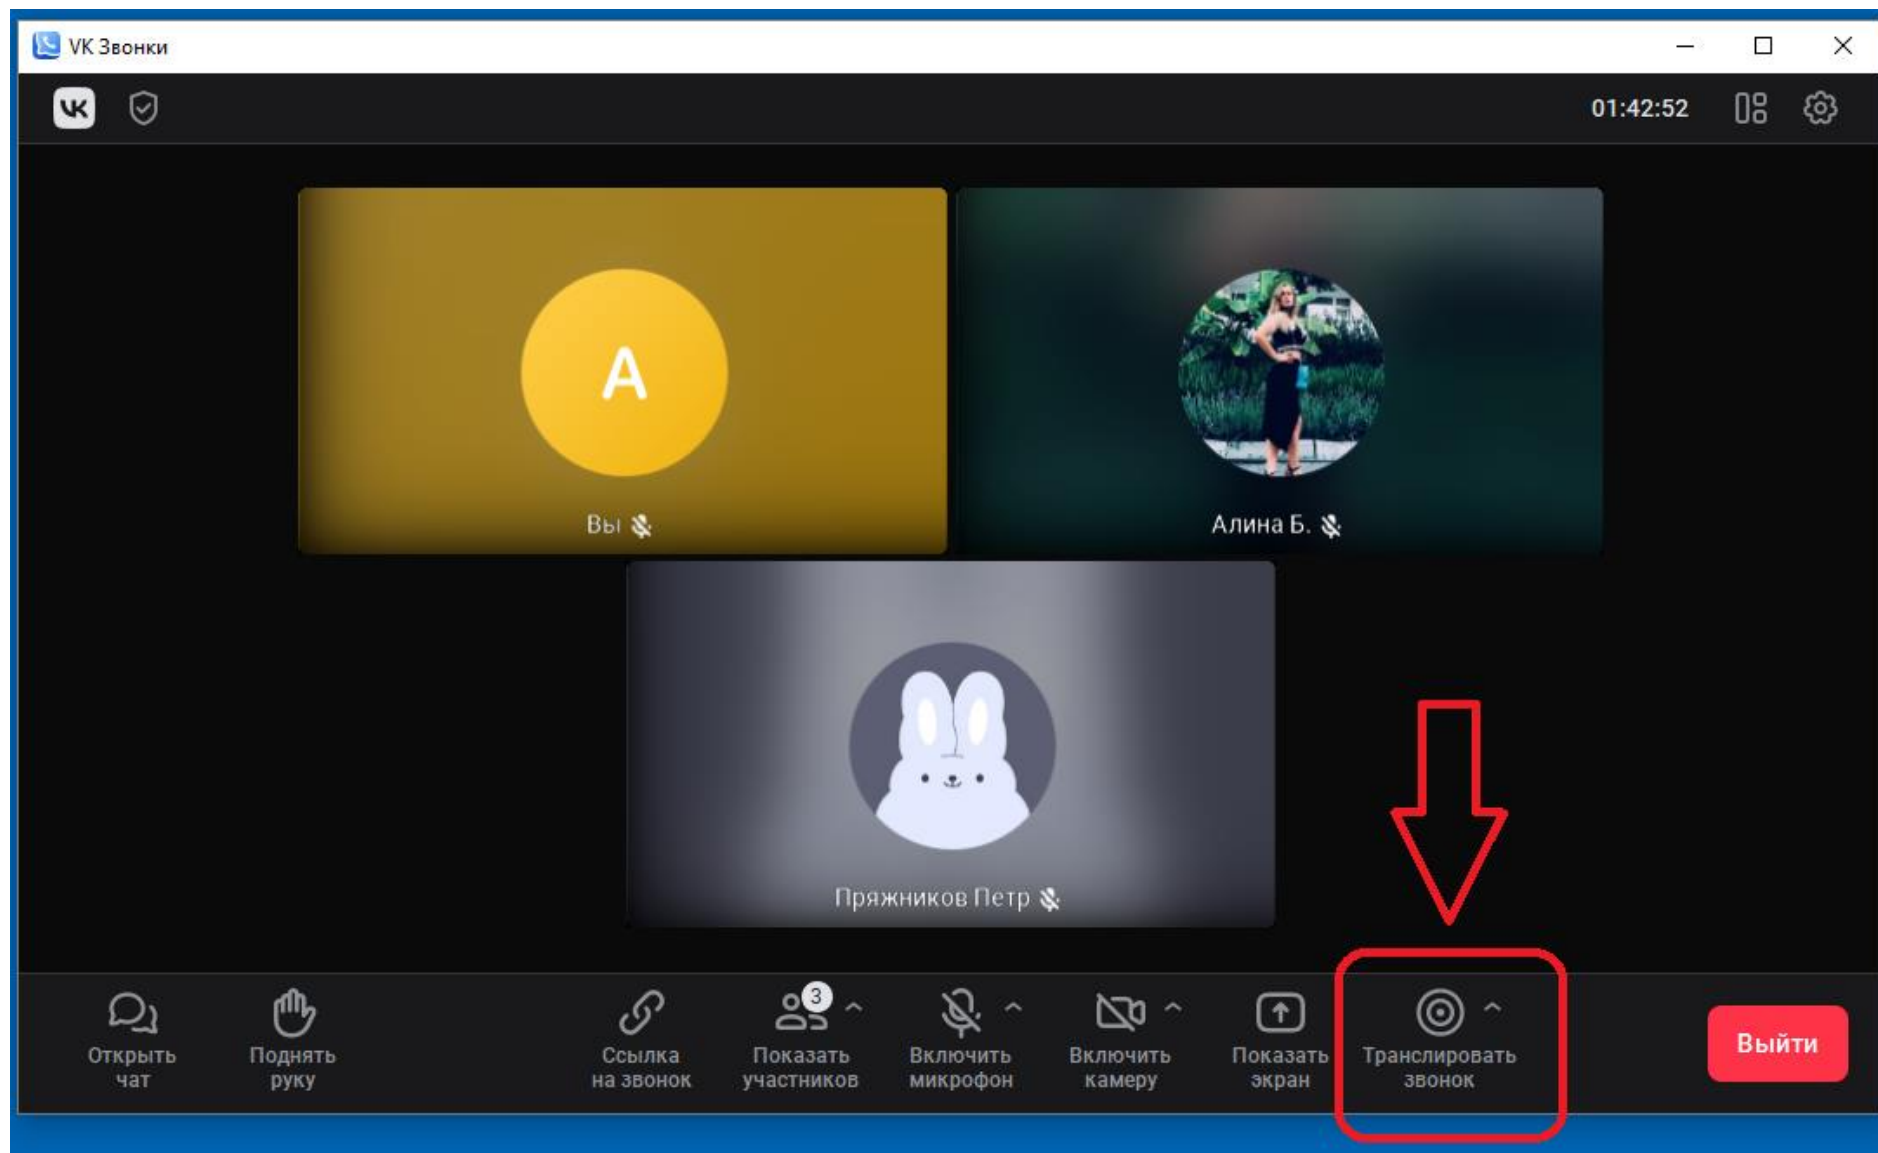 VK Звонки
01:42:52
A
Вы
Алина Б.
Пряжников Петр
Открыть
чат
Поднять
руку
Ссылка
на звонок
3
Показать
участников
Включить
микрофон
Включить
камеру
Показать
экран
Транслировать
звонок
Выйти